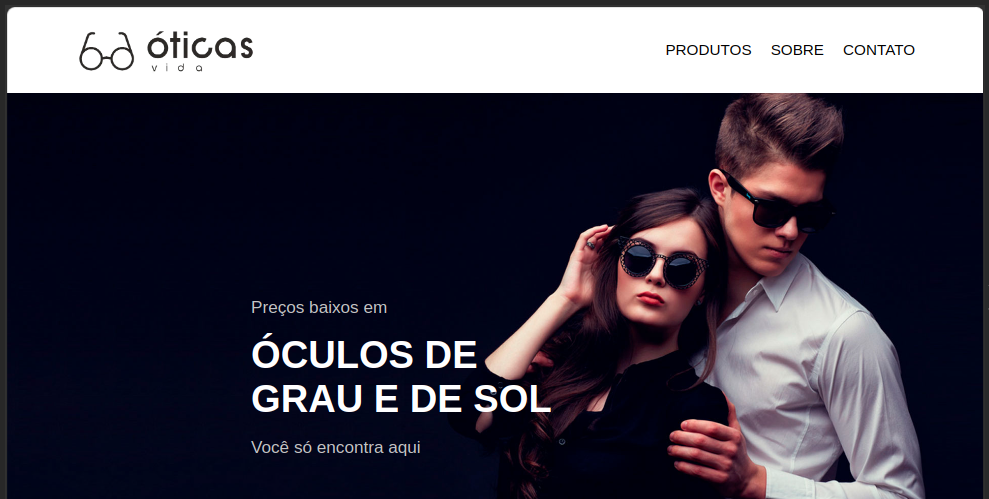 óticas
vida
PRODUTOS SOBRE CONTATO
Preços baixos em
ÓCULOS DE
GRAU E DE SOL
Você só encontra aqui